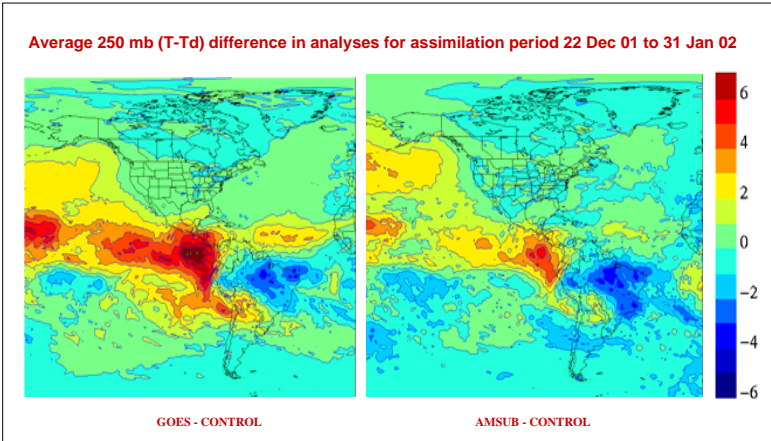 Average 250 mb (T-Td) difference in analyses for assimilation period 22 Dec 01 to 31 Jan 02
6
4
2
0
−2
−4
−6
GOES - CONTROL
AMSUB - CONTROL